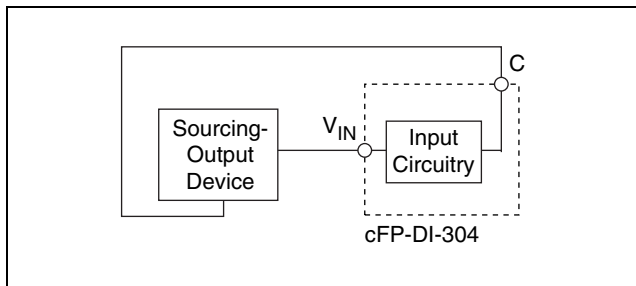 C
Sourcing-
Output
Device
VIN
Input
Circuitry
cFP-DI-304